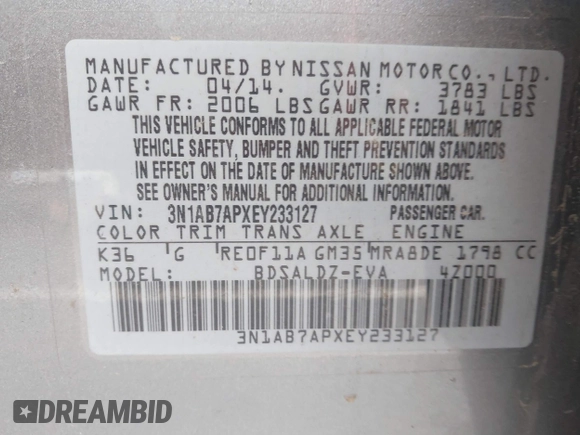 MANUFACTURED BY NISSAN MOTOR CO., LTD.
DATE: 04/14. GVWR: 3783 LBS
GAWR FR: 2006 LBS GAWR RR: 1841 LBS
THIS VEHICLE CONFORMS TO ALL APPLICABLE FEDERAL MOTOR
VEHICLE SAFETY, BUMPER AND THEFT PREVENTION STANDARDS
IN EFFECT ON THE DATE OF MANUFACTURE SHOWN ABOVE.
SEE OWNER'S MANUAL FOR ADDITIONAL INFORMATION.
VIN: 3N1AB7APXEY233127 PASSENGER CAR.
COLOR TRIM TRANS AXLE ENGINE
K36 G RE0F11A GM35 MRA8DE 1798 CC
MODEL: BDSALDZ-EVA 4Z000
3N1AB7APXEY233127
DREAMBID